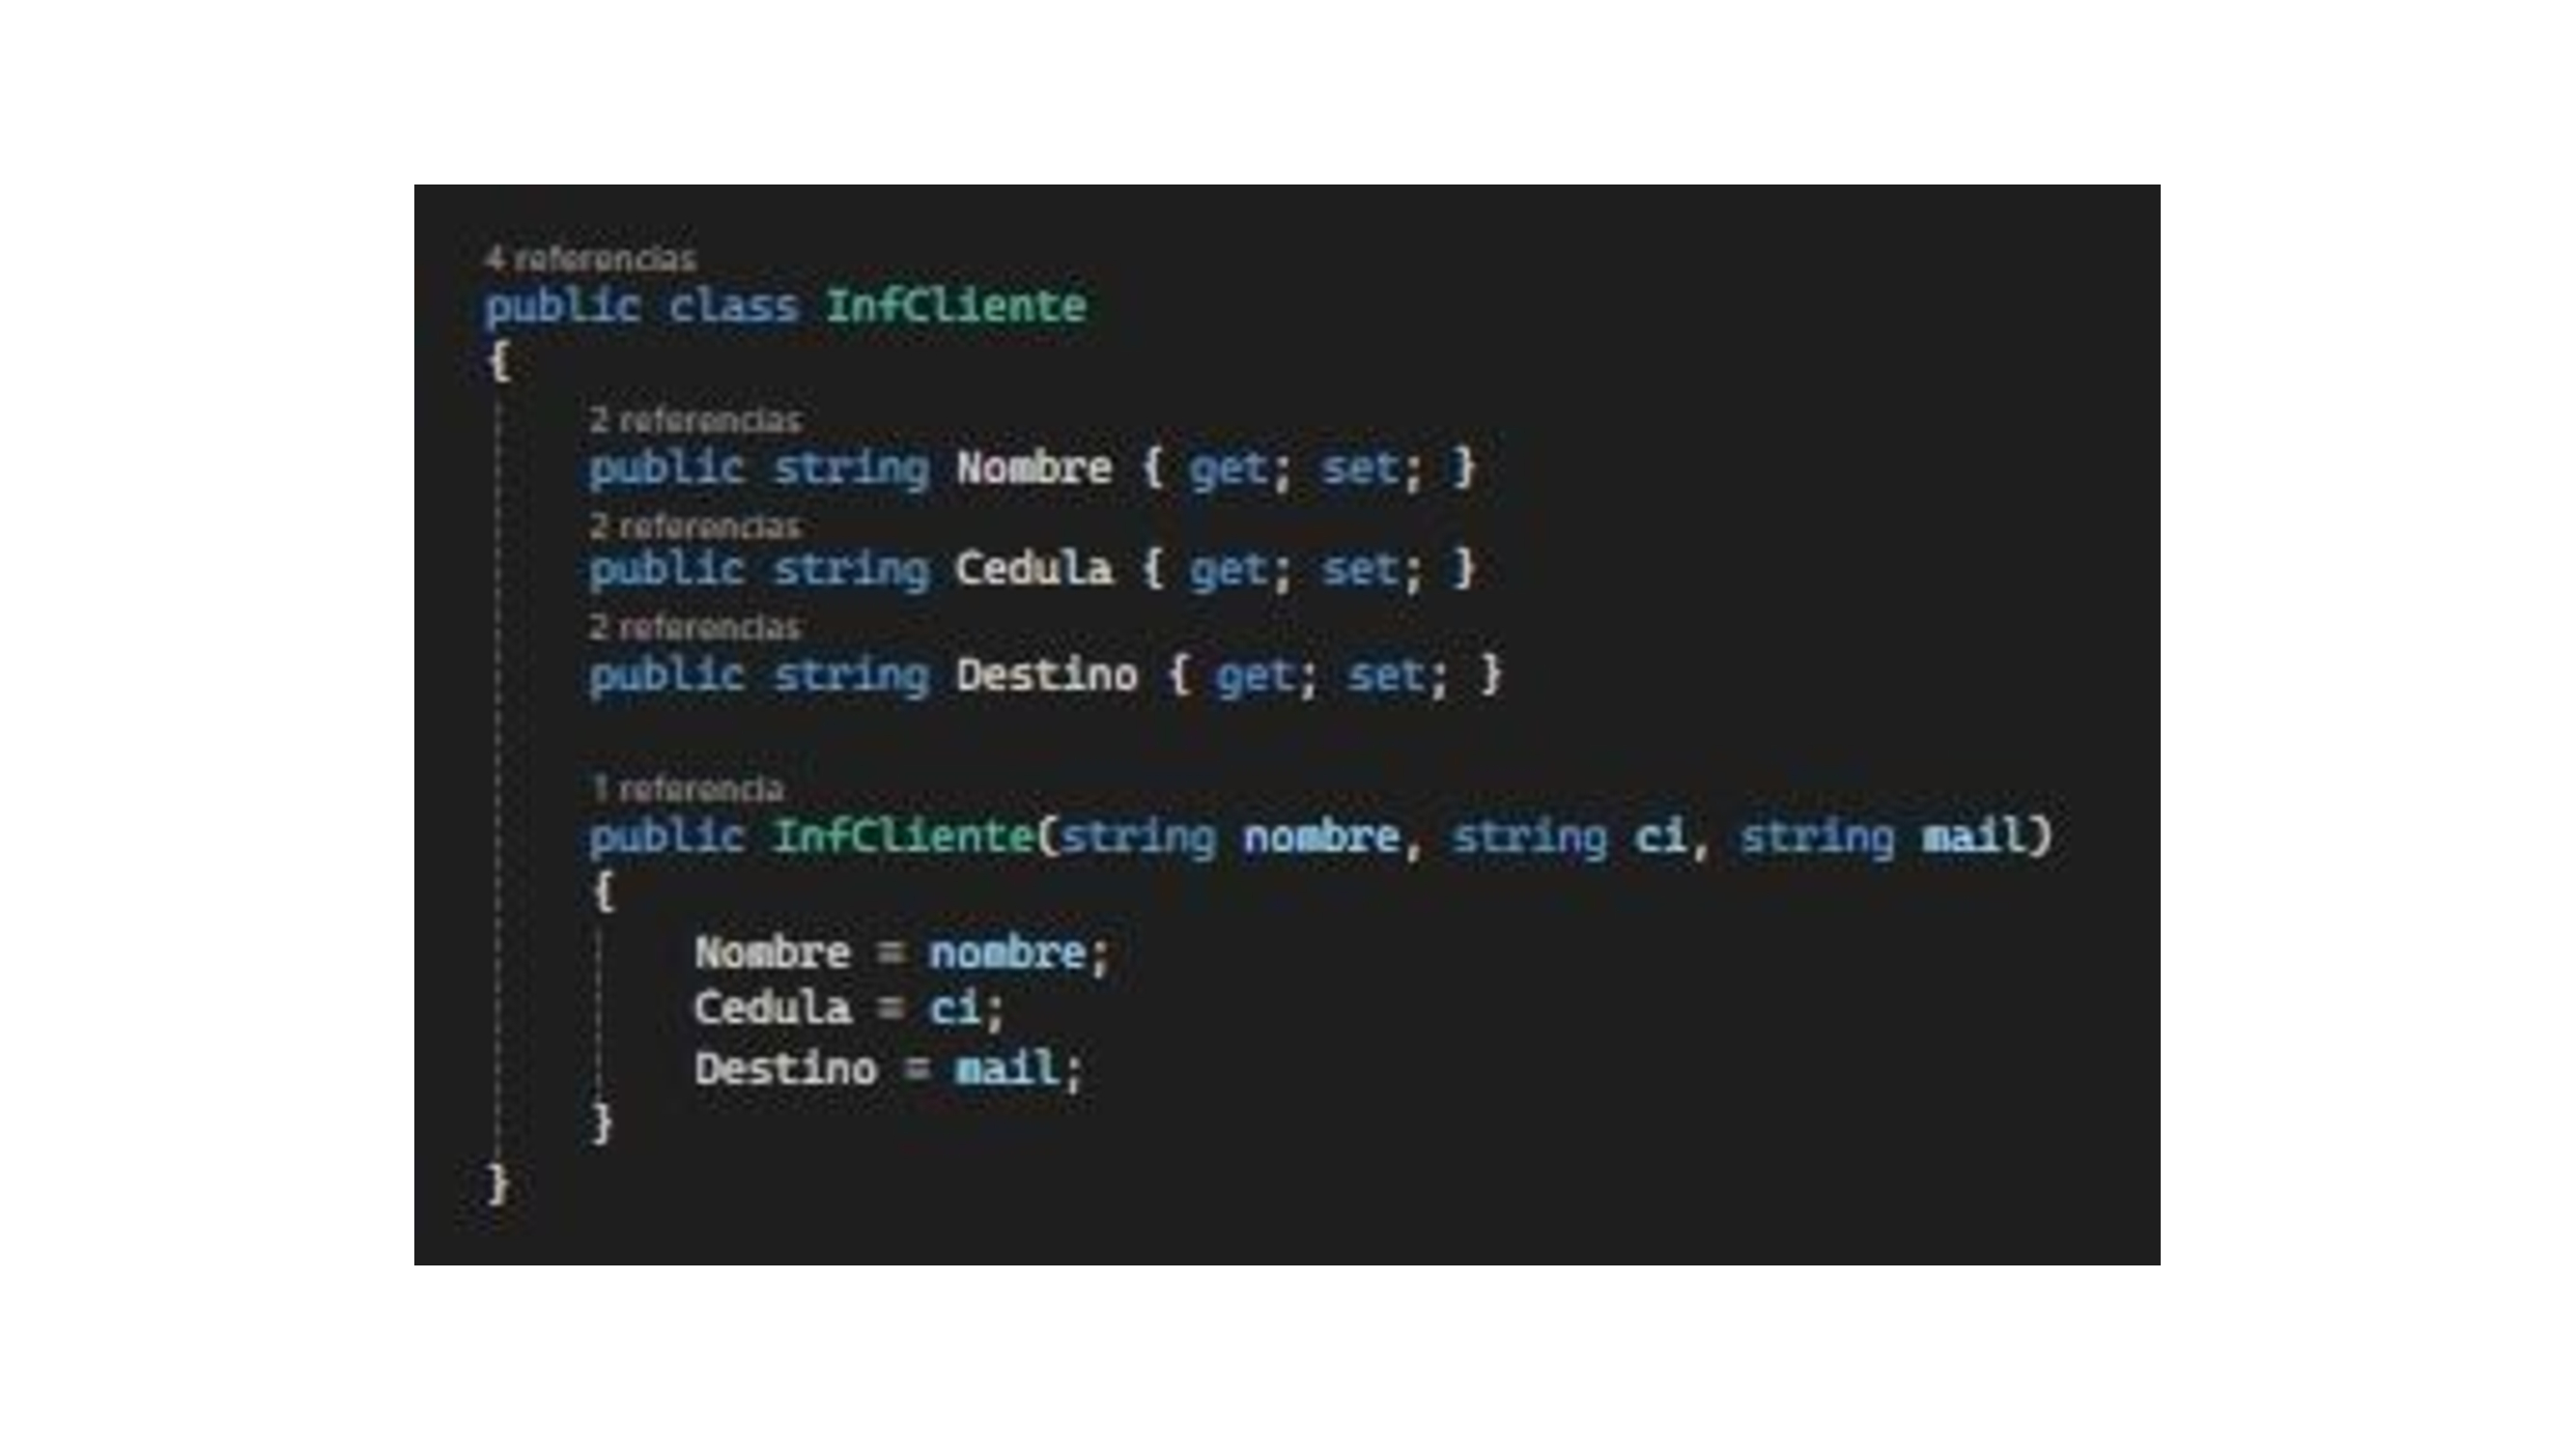 4 referencias
public class InfCliente
{
2 referencias
public string Nombre { get; set; }
2 referencias
public string Cedula { get; set; }
2 referencias
public string Destino { get; set; }
1 referencia
public InfCliente(string nombre, string ci, string mail)
{
Nombre = nombre;
Cedula = ci;
Destino = mail;
}
}